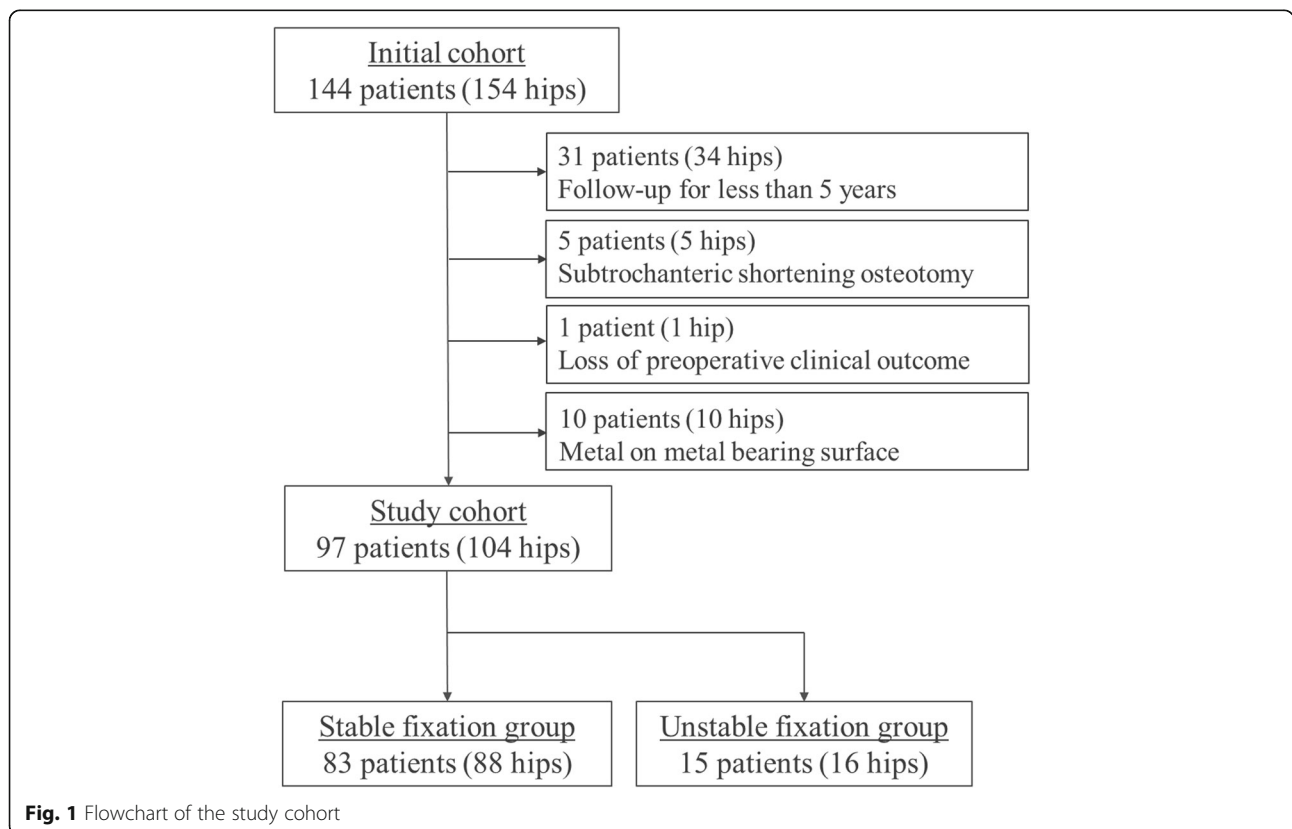 Initial cohort
144 patients (154 hips)
31 patients (34 hips)
Follow-up for less than 5 years
5 patients (5 hips)
Subtrochanteric shortening osteotomy
1 patient (1 hip)
Loss of preoperative clinical outcome
10 patients (10 hips)
Metal on metal bearing surface
Study cohort
97 patients (104 hips)
Stable fixation group
83 patients (88 hips)
Unstable fixation group
15 patients (16 hips)
Fig. 1 Flowchart of the study cohort